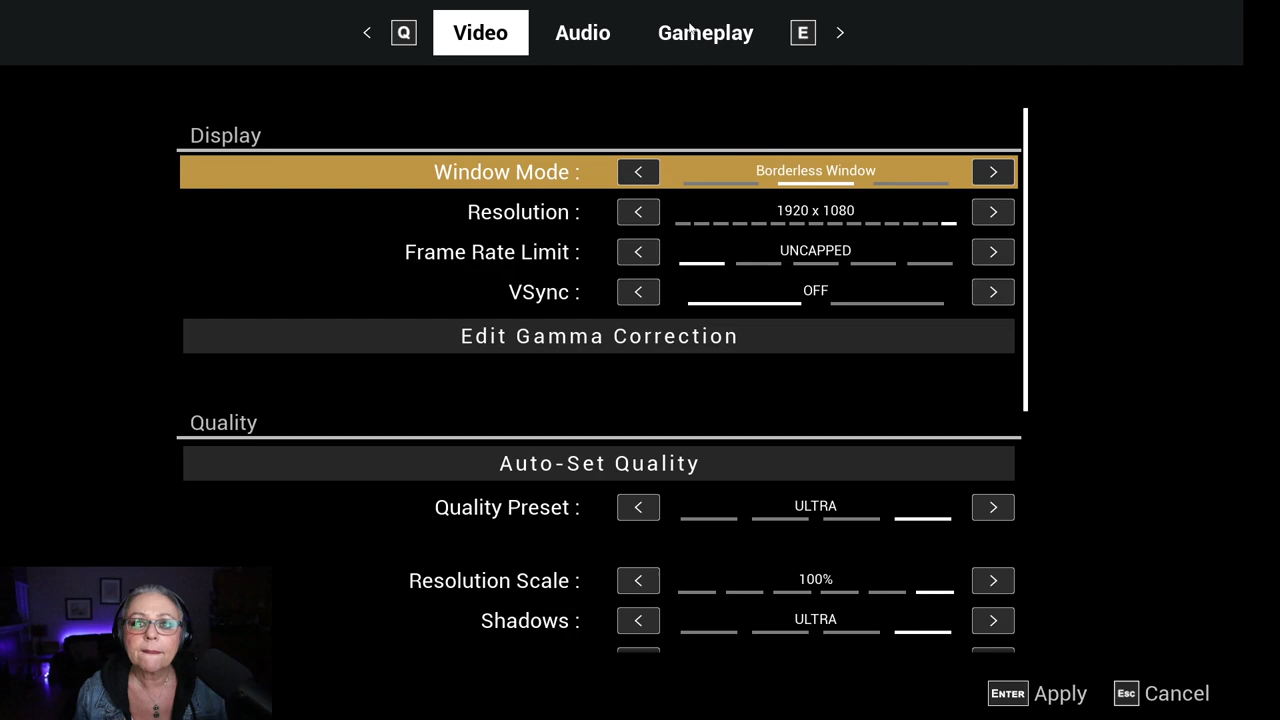 < Q Video Audio Gameplay E >
Display
Window Mode : < Borderless Window >
Resolution : < 1920 x 1080 >
Frame Rate Limit : < UNCAPPED >
VSync : < OFF >
Edit Gamma Correction
Quality
Auto-Set Quality
Quality Preset : < ULTRA >
Resolution Scale : < 100% >
Shadows : < ULTRA >
ENTER Apply Esc Cancel